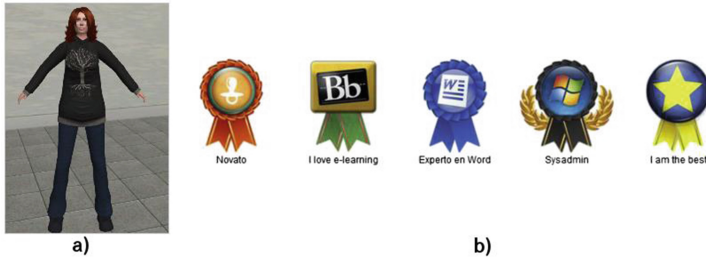 Bb
W
Novato
I love e-learning
Experto en Word
Sysadmin
I am the best
a)
b)